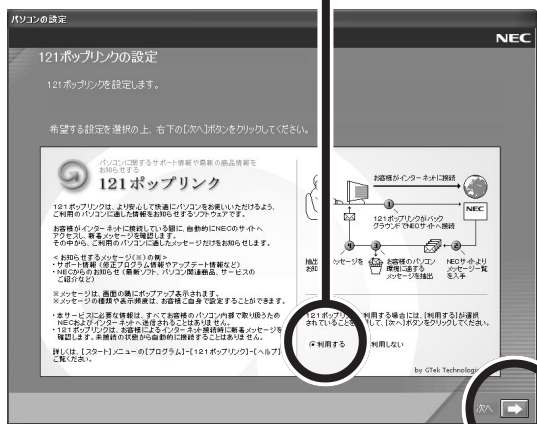 パソコンの設定
NEC
121ポップリンクの設定
121ポップリンクを設定します。
希望する設定を選択の上、右下の[次へ]ボタンをクリックしてください。
パソコンに関するサポート情報や最新の商品情報を
お知らせする
121ポップリンク
121ポップリンクは、より安心して快適にパソコンをお使いいただけるよう、
ご利用のパソコンに適した情報をお知らせするソフトウェアです。
お客様がインターネットに接続している間に、自動的にNECのサイトへ
アクセスし、新着メッセージを確認します。
その中から、ご利用のパソコンに適したメッセージだけをお知らせします。
<お知らせするメッセージ(※)の例>
・サポート情報(修正プログラム情報やアップデート情報など)
・NECからのお知らせ(最新ソフト、パソコン関連商品、サービスの
ご紹介など)
※メッセージは、画面の隅にポップアップ表示されます。
※メッセージの種類や表示頻度は、お客様ご自身で設定することができます。
・本サービスに必要な情報は、すべてお客様のパソコン内部で取り扱うため
NECおよびインターネットへ送信されることはありません。
・121ポップリンクは、お客様によるインターネット接続時に新着メッセージを
確認します。未接続の状態から自動的に接続することはありません。
詳しくは、[スタート]メニューの[プログラム]-[121ポップリンク]-[ヘルプ]
ご覧ください。
お客様がインターネットに接続
1
NEC
121ポップリンクがバック
グラウンドでNECサイトへ接続
4
3
2
抽出 セージを
お知
お客様のパソコン
環境に適する
メッセージを抽出
NECサイトより
メッセージ一覧
を入手
121ポップリンク 利用する場合には、[利用する]が選択
されていることを して、[次へ]ボタンをクリックしてください。
利用する
利用しない
by GTek Technolog
次へ